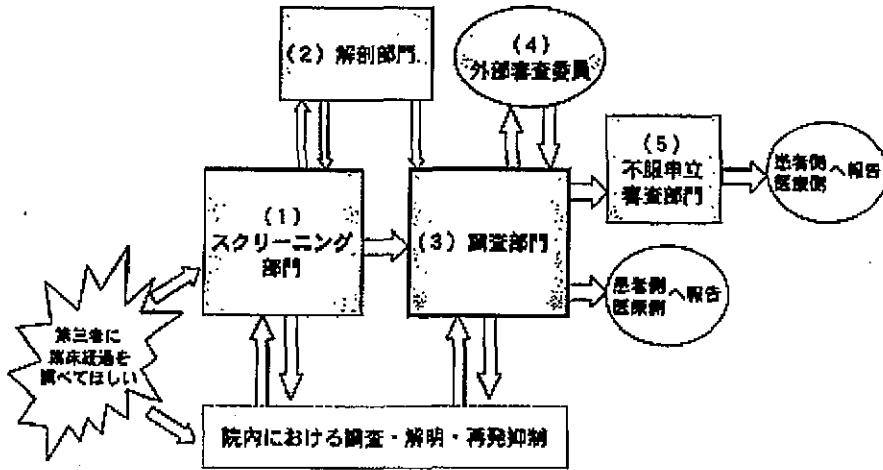 (2) 解剖部門
(4)
外部審査委員
(5)
不服申立
審査部門
患者側
医療側
へ報告
(1)
スクリーニング
部門
(3) 調査部門
患者側
医療側
へ報告
第三者に
臨床経過を
調べてほしい
院内における調査・解明・再発抑制